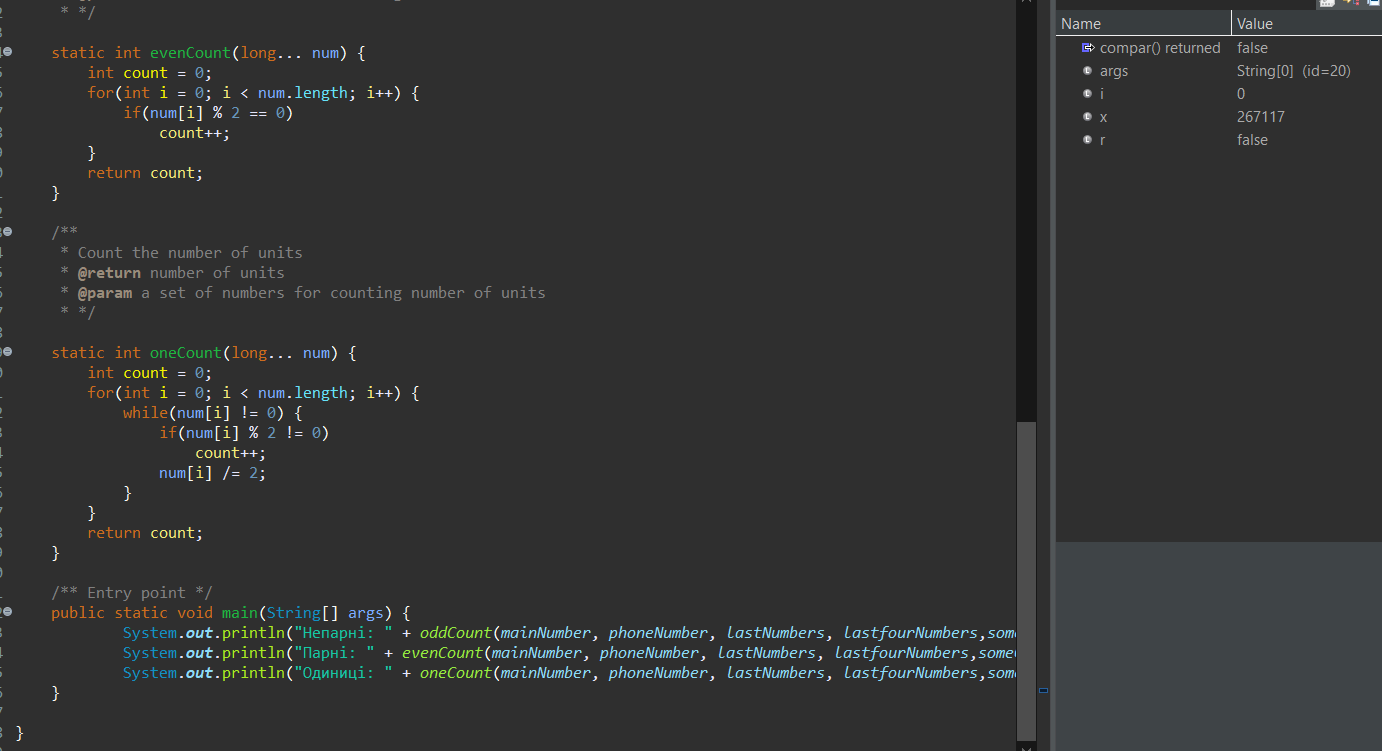 * */
static int evenCount(long... num) {
int count = 0;
for(int i = 0; i < num.length; i++) {
if(num[i] % 2 == 0)
count++;
}
return count;
}
/**
* Count the number of units
* @return number of units
* @param a set of numbers for counting number of units
* */
static int oneCount(long... num) {
int count = 0;
for(int i = 0; i < num.length; i++) {
while(num[i] != 0) {
if(num[i] % 2 != 0)
count++;
num[i] /= 2;
}
}
return count;
}
/** Entry point */
public static void main(String[] args) {
System.out.println("Непарні: " + oddCount(mainNumber, phoneNumber, lastNumbers, lastfourNumbers,som
System.out.println("Парні: " + evenCount(mainNumber, phoneNumber, lastNumbers, lastfourNumbers,some
System.out.println("Одиниці: " + oneCount(mainNumber, phoneNumber, lastNumbers, lastfourNumbers,som
}
}
Name Value
compar() returned false
args String[0] (id=20)
i 0
x 267117
r false